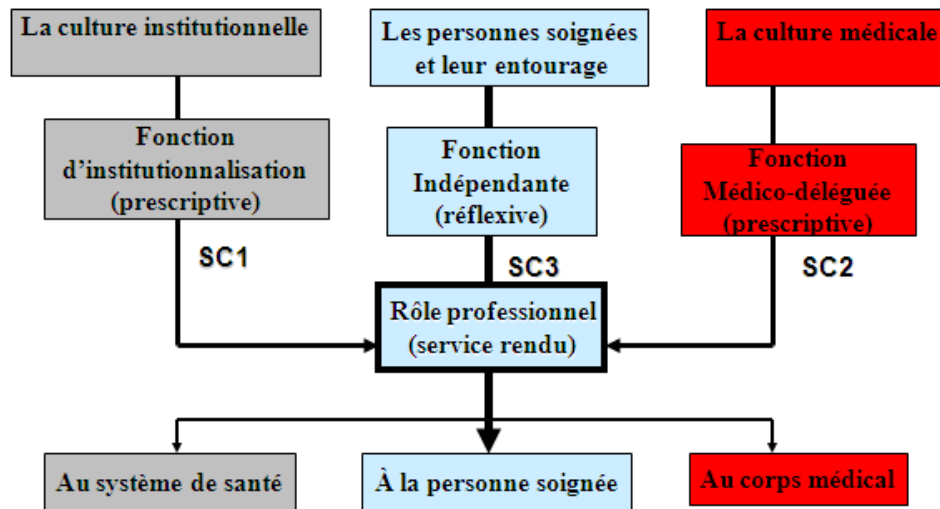 La culture institutionnelle
Les personnes soignées
et leur entourage
La culture médicale
Fonction
d'institutionnalisation
(prescriptive)
Fonction
Indépendante
(réflexive)
Fonction
Médico-déléguée
(prescriptive)
SC1
SC3
SC2
Rôle professionnel
(service rendu)
Au système de santé
À la personne soignée
Au corps médical